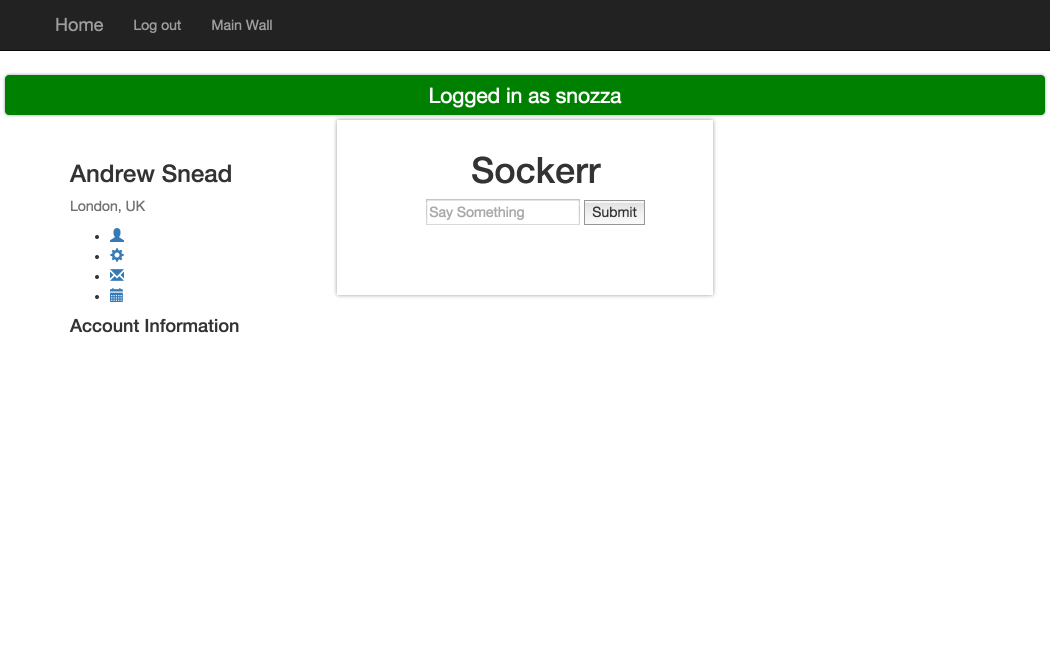 Home Log out Main Wall
Logged in as snozza
Sockerr
Say Something Submit
Andrew Snead
London, UK
Account Information